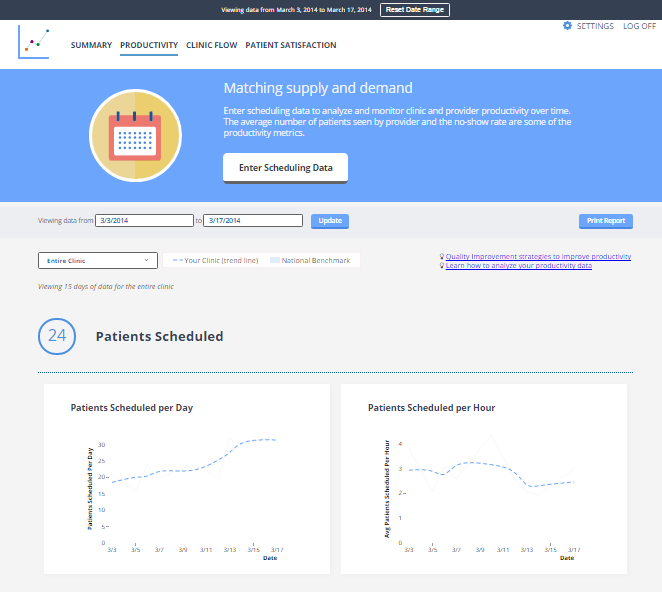 Viewing data from March 3, 2014 to March 17, 2014 Reset Date Range
SETTINGS LOG OFF
SUMMARY PRODUCTIVITY CLINIC FLOW PATIENT SATISFACTION
Matching supply and demand
Enter scheduling data to analyze and monitor clinic and provider productivity over time.
The average number of patients seen by provider and the no-show rate are some of the
productivity metrics.
Enter Scheduling Data
Viewing data from 3/3/2014 to 3/17/2014 Update Print Report
Entire Clinic Your Clinic (trend line) National Benchmark
Quality Improvement strategies to improve productivity
Learn how to analyze your productivity data
Viewing 15 days of data for the entire clinic
24 Patients Scheduled
Patients Scheduled per Day
Patients Scheduled Per Day
30
25
20
15
10
5
0
3/3 3/5 3/7 3/9 3/11 3/13 3/15 3/17
Date
Patients Scheduled per Hour
Avg Patients Scheduled Per Hour
4
3
2
1
0
3/3 3/5 3/7 3/9 3/11 3/13 3/15 3/17
Date